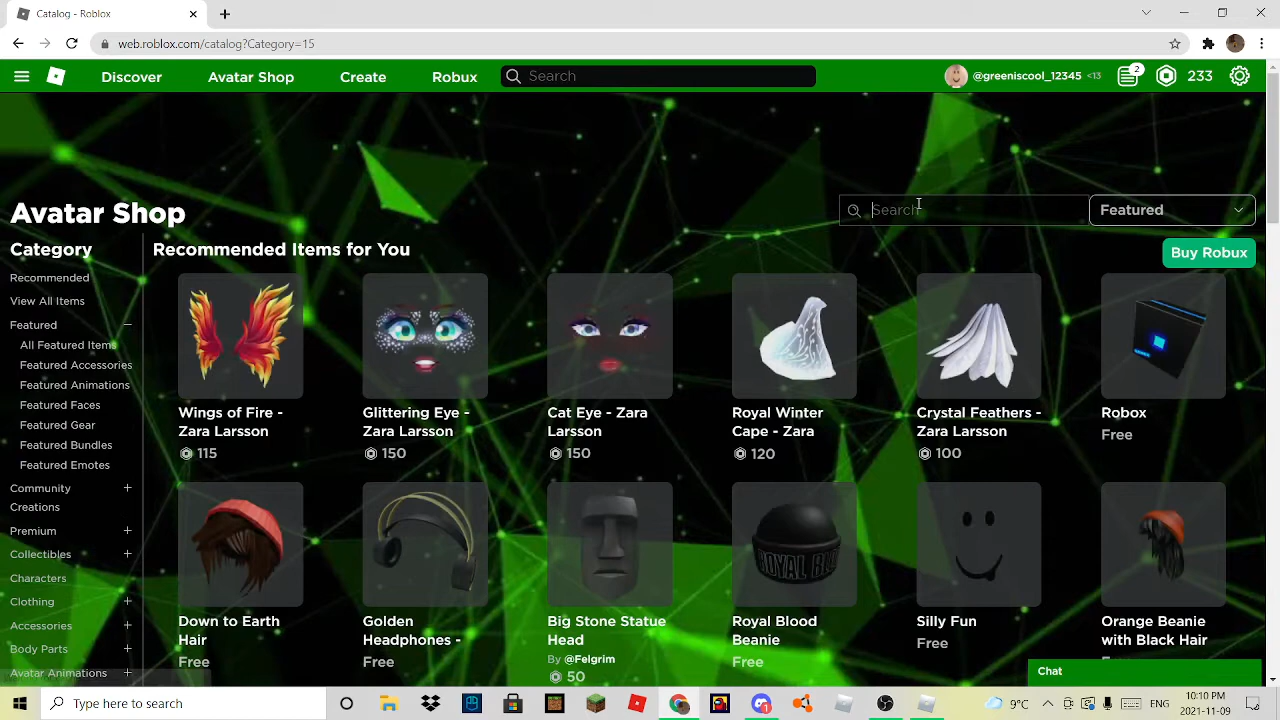 Catalog - Roblox
web.roblox.com/catalog?Category=15
Discover
Avatar Shop
Create
Robux
Search
@greeniscool_12345 <13
2
233
Avatar Shop
Search
Featured
Category
Recommended Items for You
Buy Robux
Recommended
View All Items
Featured
All Featured Items
Featured Accessories
Featured Animations
Featured Faces
Featured Gear
Featured Bundles
Featured Emotes
Community
Creations
Premium
Collectibles
Characters
Clothing
Accessories
Body Parts
Avatar Animations
Wings of Fire -
Zara Larsson
115
Glittering Eye -
Zara Larsson
150
Cat Eye - Zara
Larsson
150
Royal Winter
Cape - Zara
120
Crystal Feathers -
Zara Larsson
100
Robox
Free
Down to Earth
Hair
Free
Golden
Headphones -
Free
Big Stone Statue
Head
By @Felgrim
50
ROYAL BLO
Royal Blood
Beanie
Free
Silly Fun
Free
Orange Beanie
with Black Hair
Chat
Type here to search
1
9°C
ENG
10:10 PM
2021-11-09